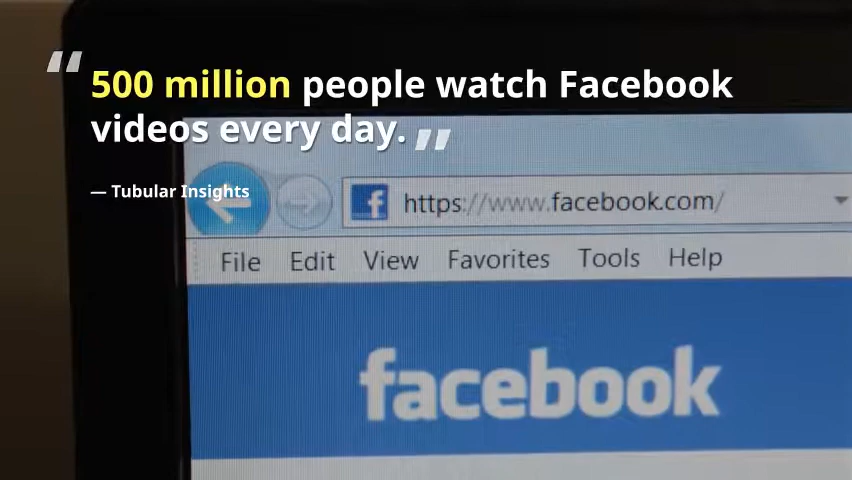 “500 million people watch Facebook
videos every day.”
— Tubular Insights
https://www.facebook.com/
File Edit View Favorites Tools Help
facebook